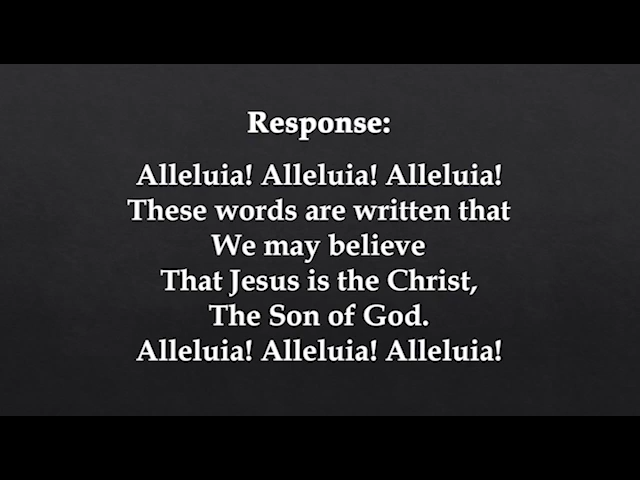 Response:
Alleluia! Alleluia! Alleluia!
These words are written that
We may believe
That Jesus is the Christ,
The Son of God.
Alleluia! Alleluia! Alleluia!